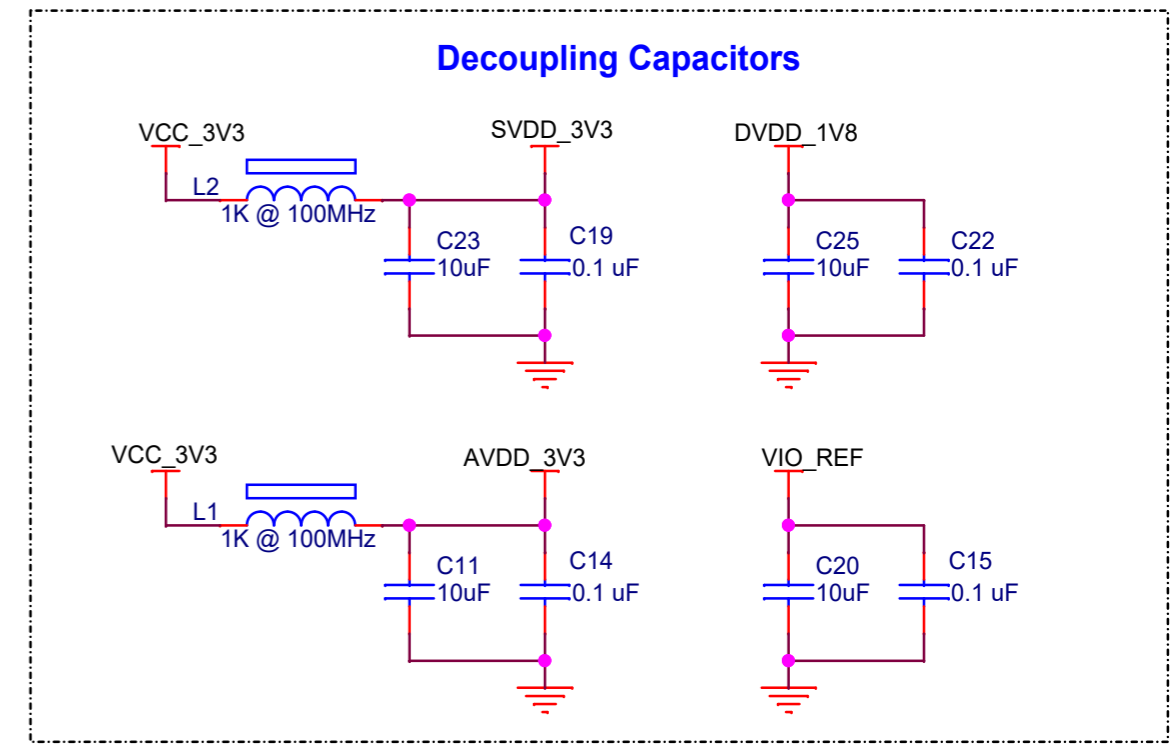 Decoupling Capacitors
VCC_3V3
SVDD_3V3
DVDD_1V8
L2
1K @ 100MHz
C23
10uF
C19
0.1 uF
C25
10uF
C22
0.1 uF
VCC_3V3
AVDD_3V3
VIO_REF
L1
1K @ 100MHz
C11
10uF
C14
0.1 uF
C20
10uF
C15
0.1 uF